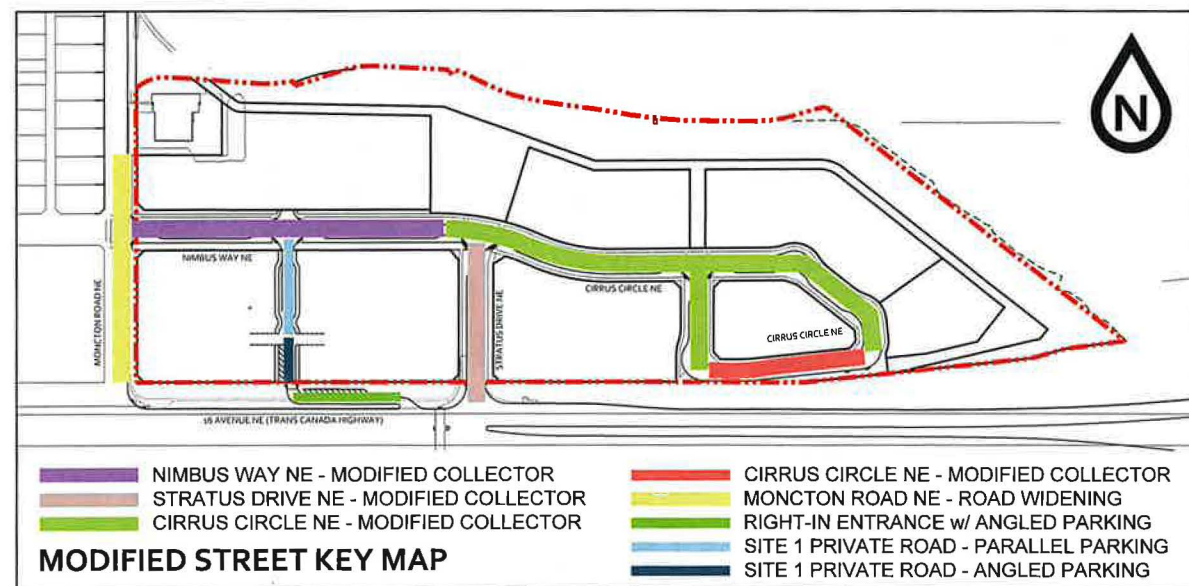 N
NIMBUS WAY NE
MONCTON ROAD NE
STRATUS DRIVE NE
CIRRUS CIRCLE NE
CIRRUS CIRCLE NE
16 AVENUE NE (TRANS CANADA HIGHWAY)
NIMBUS WAY NE - MODIFIED COLLECTOR
STRATUS DRIVE NE - MODIFIED COLLECTOR
CIRRUS CIRCLE NE - MODIFIED COLLECTOR
MODIFIED STREET KEY MAP
CIRRUS CIRCLE NE - MODIFIED COLLECTOR
MONCTON ROAD NE - ROAD WIDENING
RIGHT-IN ENTRANCE w/ ANGLED PARKING
SITE 1 PRIVATE ROAD - PARALLEL PARKING
SITE 1 PRIVATE ROAD - ANGLED PARKING